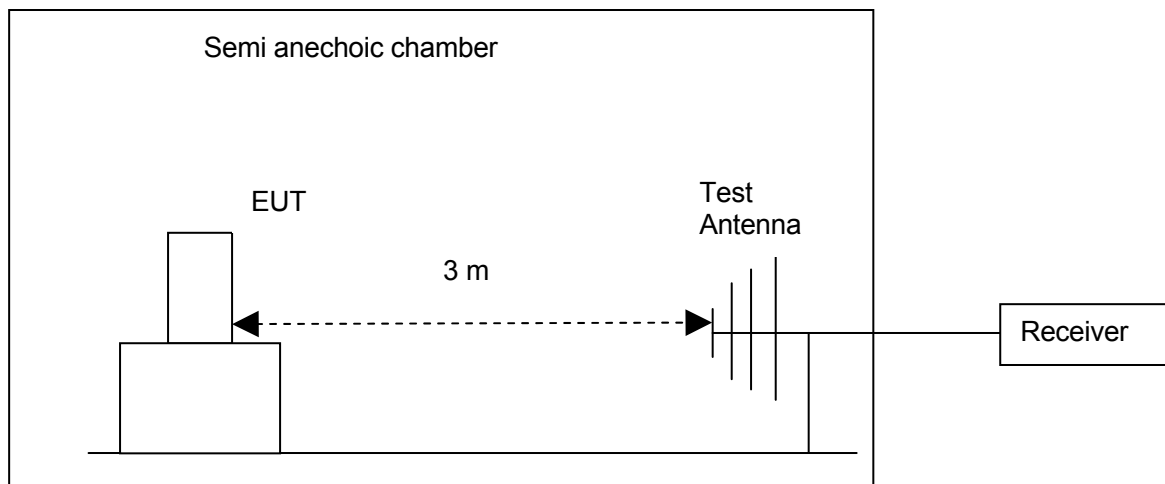 Semi anechoic chamber
EUT
Test
Antenna
3 m
Receiver